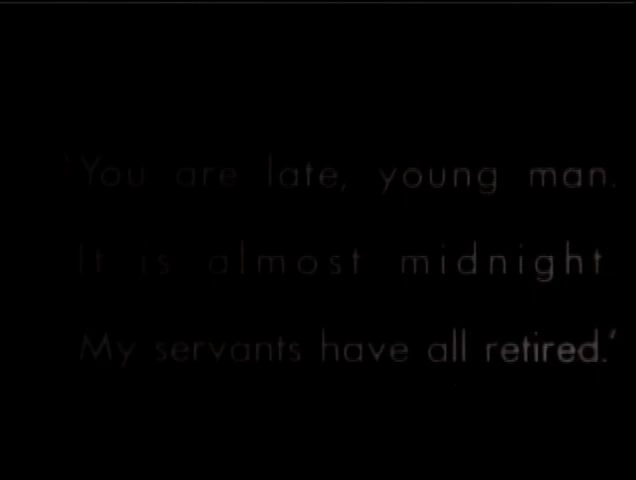 'You are late, young man.
It is almost midnight.
My servants have all retired.'